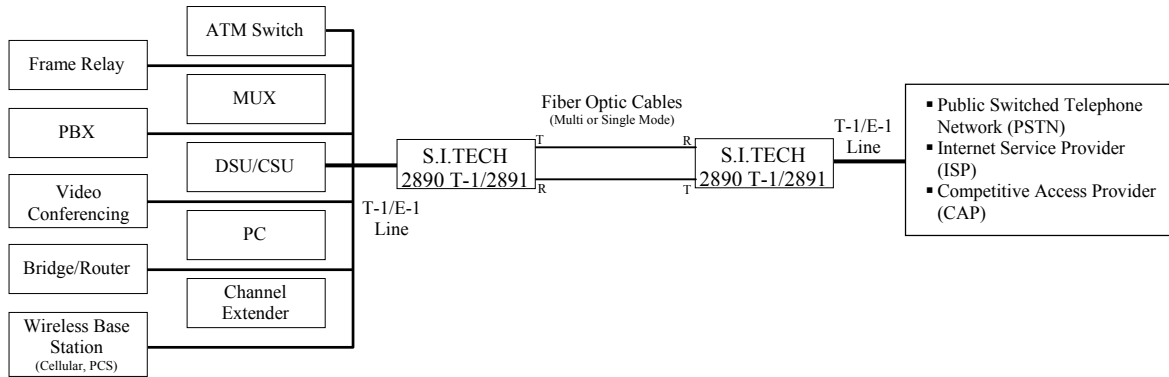 ATM Switch
Frame Relay
MUX
PBX
DSU/CSU
Video
Conferencing
PC
Bridge/Router
Channel
Extender
Wireless Base
Station
(Cellular, PCS)
T-1/E-1
Line
S.I.TECH
2890 T-1/2891
Fiber Optic Cables
(Multi or Single Mode)
T
R
R
T
S.I.TECH
2890 T-1/2891
T-1/E-1
Line
▪ Public Switched Telephone
Network (PSTN)
▪ Internet Service Provider
(ISP)
▪ Competitive Access Provider
(CAP)